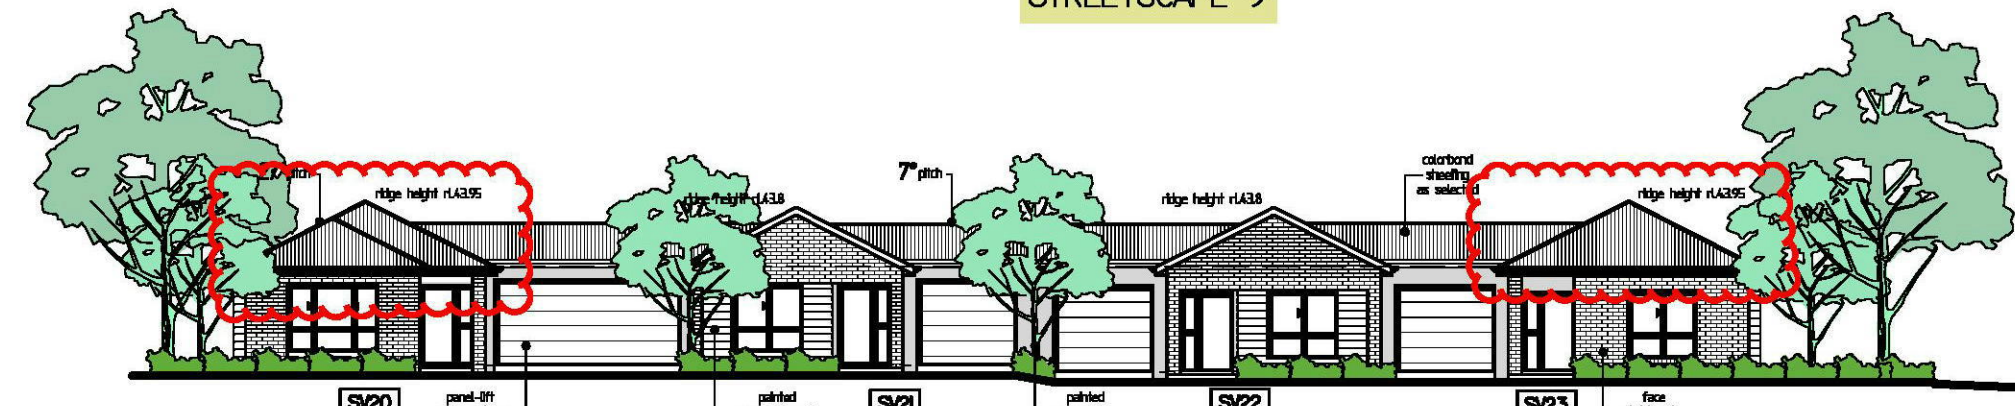 STREETSCAPE
pitch
ridge height rl.43.95
ridge height rl.43.8
7° pitch
ridge height rl.43.8
colorbond
sheeting
as selected
ridge height rl.43.95
SV20
panel-lift
painted
SV21
painted
SV22
SV23
face